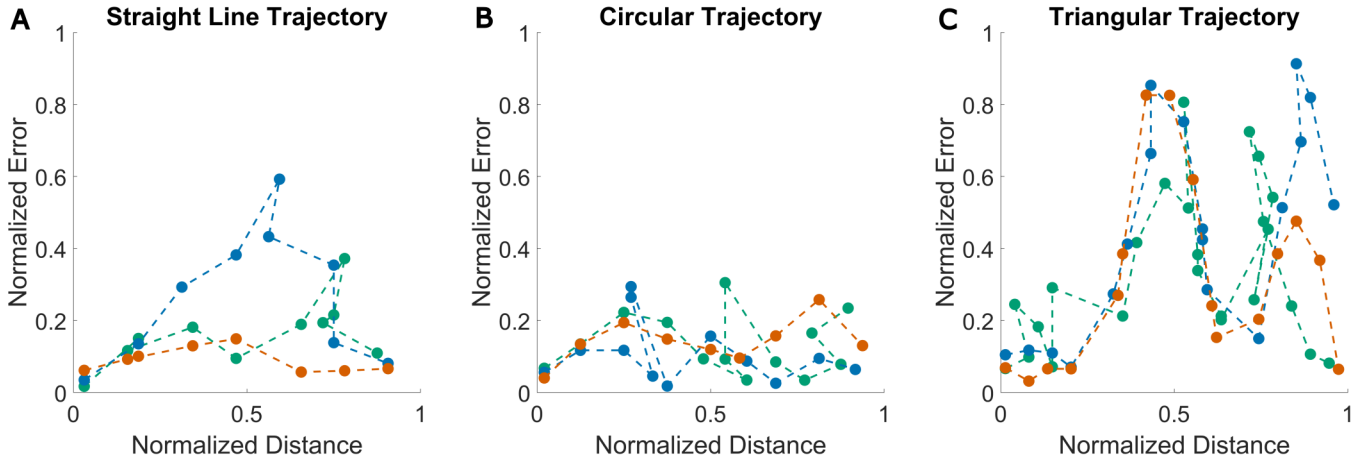 A Straight Line Trajectory
1
0.8
0.6
0.4
0.2
0
Normalized Error
0 0.5 1
Normalized Distance
B Circular Trajectory
1
0.8
0.6
0.4
0.2
0
Normalized Error
0 0.5 1
Normalized Distance
C Triangular Trajectory
1
0.8
0.6
0.4
0.2
0
Normalized Error
0 0.5 1
Normalized Distance